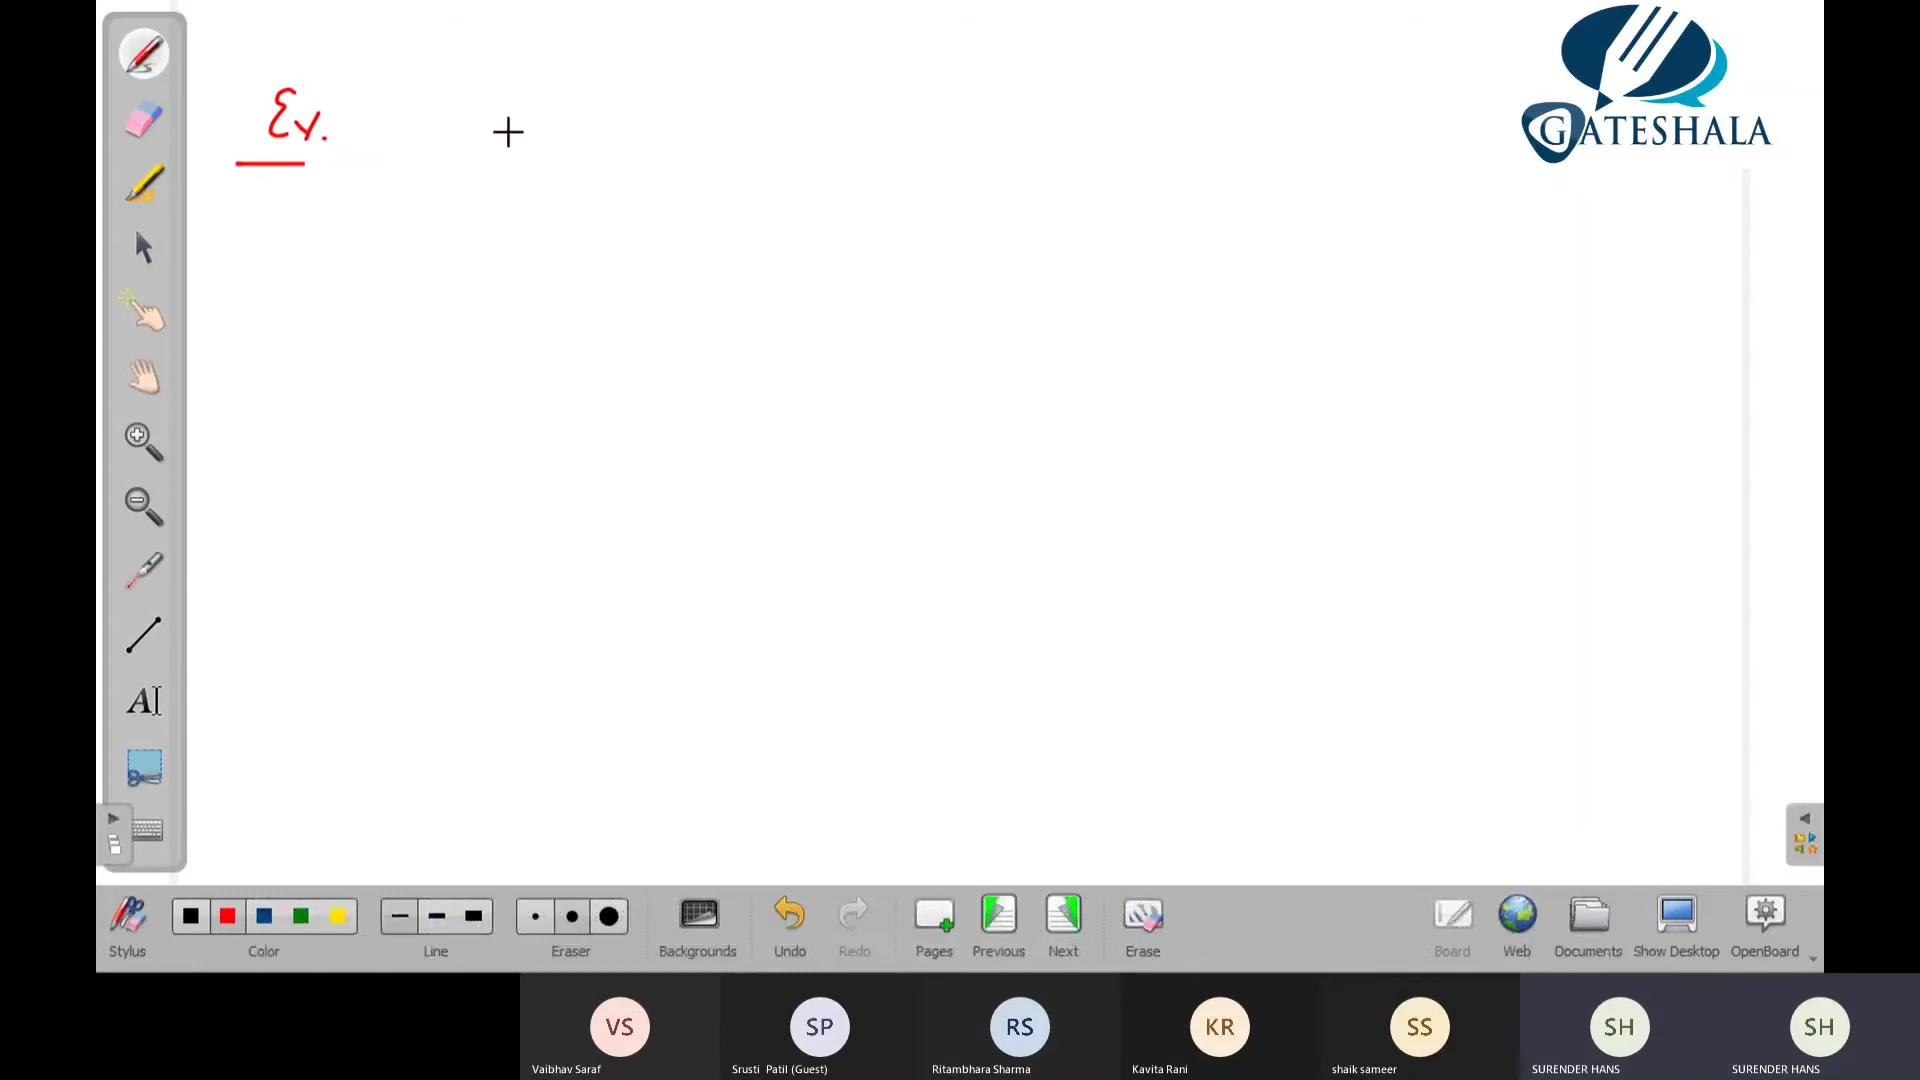 Ex.
GATESHALA
AI
Stylus
Color
Line
Eraser
Backgrounds
Undo
Redo
Pages
Previous
Next
Erase
Board
Web
Documents
Show Desktop
OpenBoard
VS
SP
RS
KR
SS
SH
SH
Vaibhav Saraf
Srusti Patil (Guest)
Ritambhara Sharma
Kavita Rani
shaik sameer
SURENDER HANS
SURENDER HANS